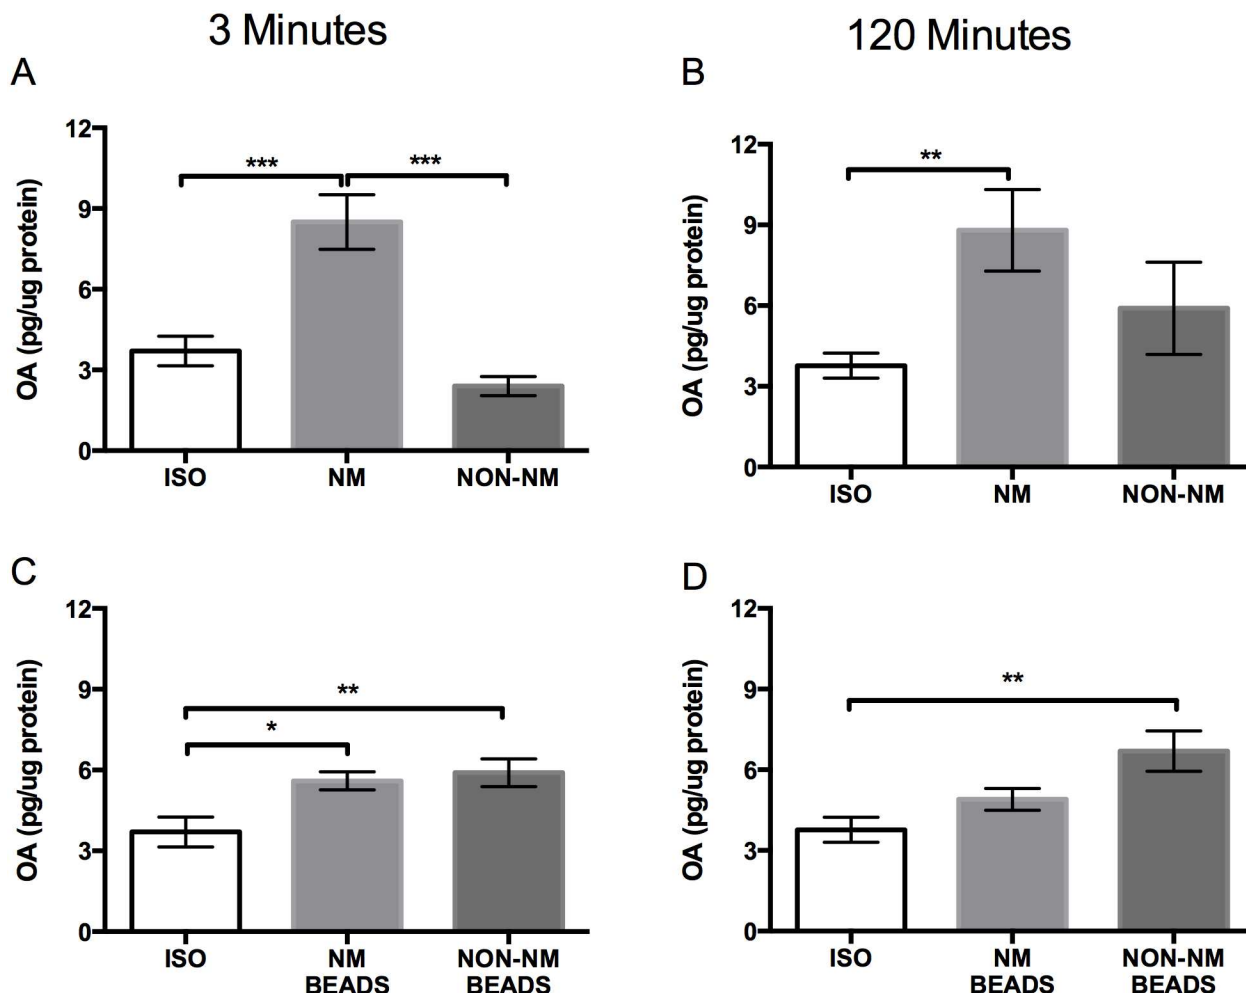 3 Minutes
120 Minutes
A
12
9
6
3
0
OA (pg/ug protein)
***
***
ISO
NM
NON-NM
B
12
9
6
3
0
OA (pg/ug protein)
**
ISO
NM
NON-NM
C
12
9
6
3
0
OA (pg/ug protein)
**
*
ISO
NM
BEADS
NON-NM
BEADS
D
12
9
6
3
0
OA (pg/ug protein)
**
ISO
NM
BEADS
NON-NM
BEADS